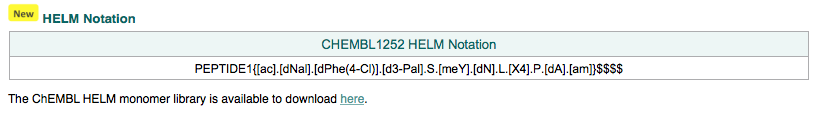 New HELM Notation
CHEMBL1252 HELM Notation
PEPTIDE1{[ac].[dNal].[dPhe(4-Cl)].[d3-Pal].S.[meY].[dN].L.[X4].P.[dA].[am]}$$$$
The ChEMBL HELM monomer library is available to download here.